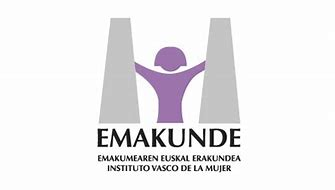 EMAKUNDE
EMAKUMEAREN EUSKAL ERAKUNDEA
INSTITUTO VASCO DE LA MUJER